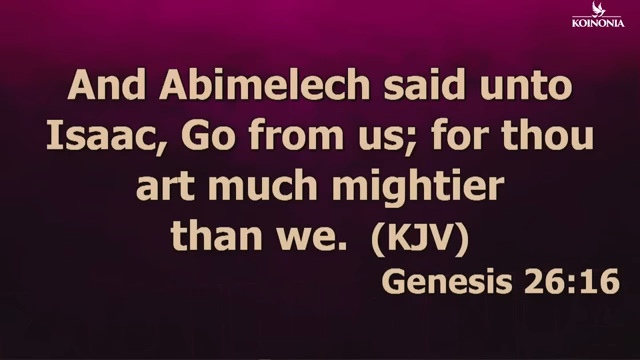 KOINONIA
And Abimelech said unto
Isaac, Go from us; for thou
art much mightier
than we. (KJV)
Genesis 26:16